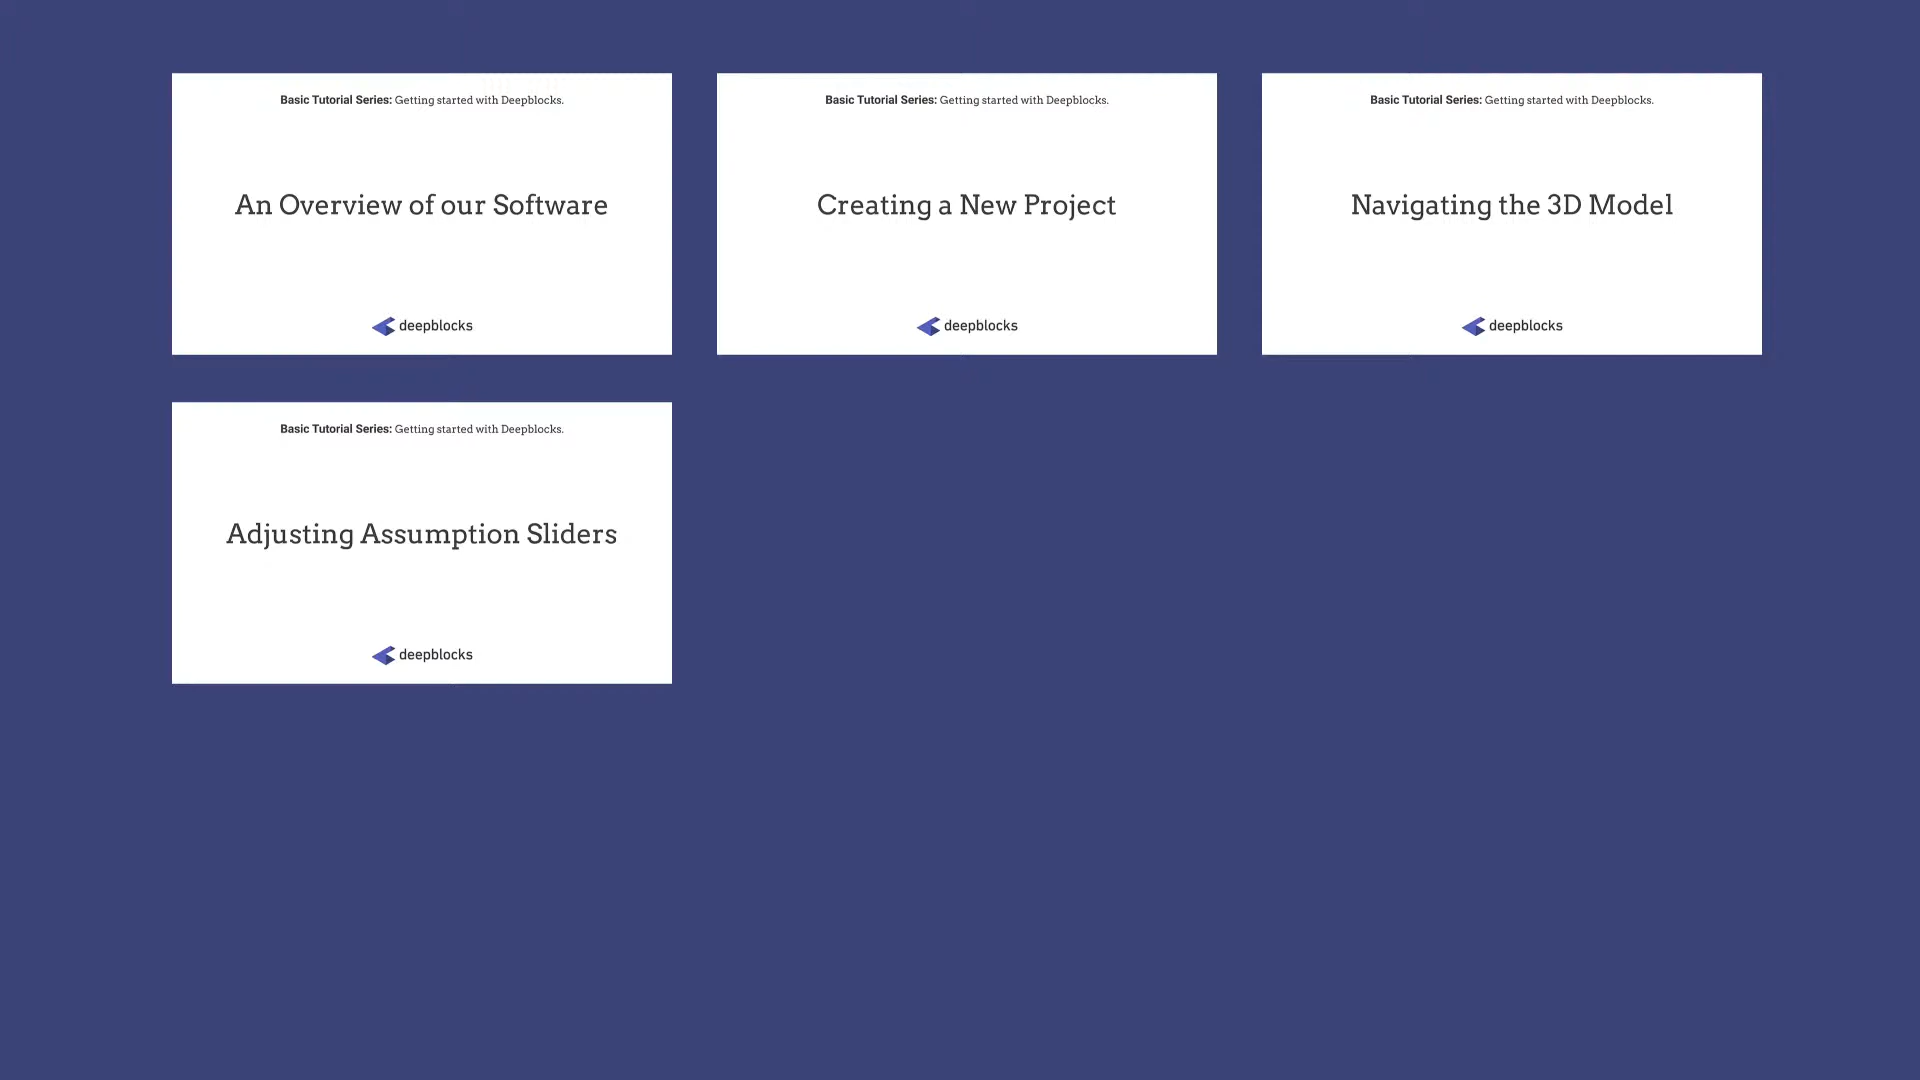 Basic Tutorial Series: Getting started with Deepblocks.
An Overview of our Software
deepblocks
Basic Tutorial Series: Getting started with Deepblocks.
Creating a New Project
deepblocks
Basic Tutorial Series: Getting started with Deepblocks.
Navigating the 3D Model
deepblocks
Basic Tutorial Series: Getting started with Deepblocks.
Adjusting Assumption Sliders
deepblocks